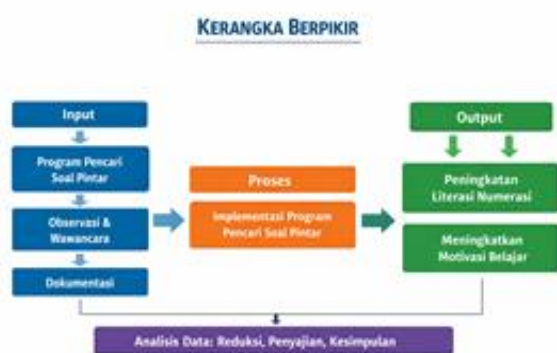 KERANGKA BERPIKIR
Input
Program Pencari
Soal Pintar
Observasi &
Wawancara
Dokumentasi
Proses
Implementasi Program
Pencari Soal Pintar
Output
Peningkatan
Literasi Numerasi
Meningkatkan
Motivasi Belajar
Analisis Data: Reduksi, Penyajian, Kesimpulan